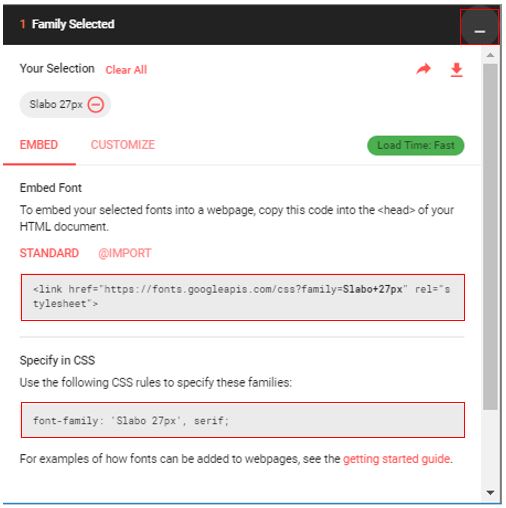 1 Family Selected
Your Selection Clear All
Slabo 27px
EMBED CUSTOMIZE Load Time: Fast
Embed Font
To embed your selected fonts into a webpage, copy this code into the <head> of your
HTML document.
STANDARD @IMPORT
<link href="https://fonts.googleapis.com/css?family=Slabo+27px" rel="s
tylesheet">
Specify in CSS
Use the following CSS rules to specify these families:
font-family: 'Slabo 27px', serif;
For examples of how fonts can be added to webpages, see the getting started guide.